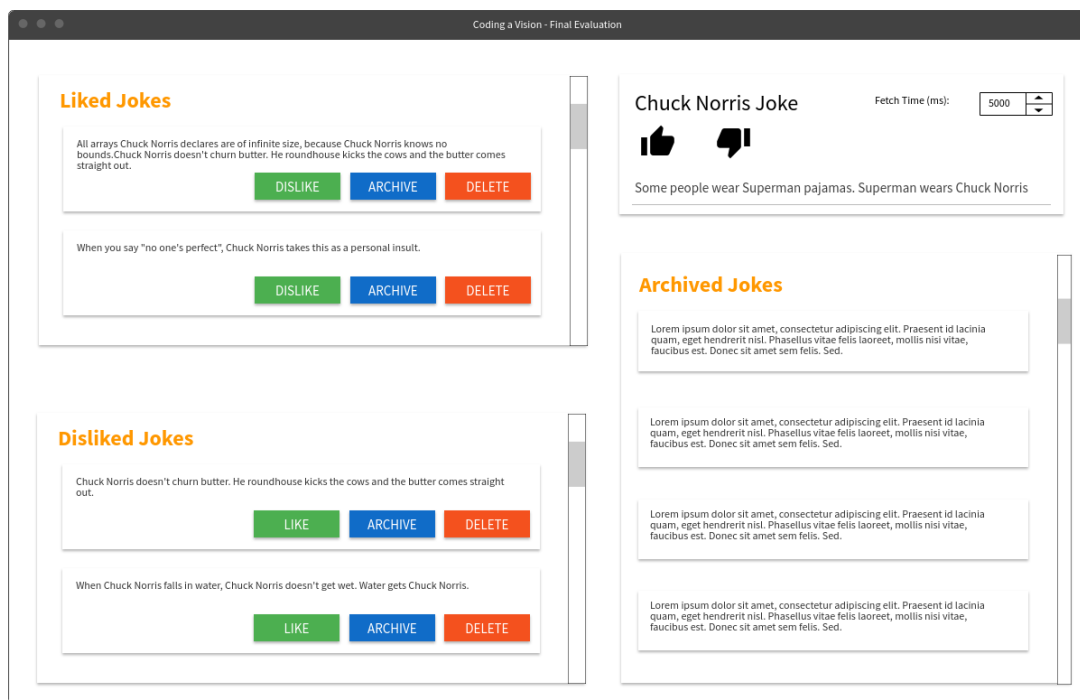 Coding a Vision - Final Evaluation
Liked Jokes
All arrays Chuck Norris declares are of infinite size, because Chuck Norris knows no
bounds.Chuck Norris doesn't churn butter. He roundhouse kicks the cows and the butter comes
straight out.
DISLIKE ARCHIVE DELETE
When you say "no one's perfect", Chuck Norris takes this as a personal insult.
DISLIKE ARCHIVE DELETE
Disliked Jokes
Chuck Norris doesn't churn butter. He roundhouse kicks the cows and the butter comes straight
out.
LIKE ARCHIVE DELETE
When Chuck Norris falls in water, Chuck Norris doesn't get wet. Water gets Chuck Norris.
LIKE ARCHIVE DELETE
Chuck Norris Joke
Fetch Time (ms): 5000
Some people wear Superman pajamas. Superman wears Chuck Norris
Archived Jokes
Lorem ipsum dolor sit amet, consectetur adipiscing elit. Praesent id lacinia
quam, eget hendrerit nisl. Phasellus vitae felis laoreet, mollis nisi vitae,
faucibus est. Donec sit amet sem felis. Sed.
Lorem ipsum dolor sit amet, consectetur adipiscing elit. Praesent id lacinia
quam, eget hendrerit nisl. Phasellus vitae felis laoreet, mollis nisi vitae,
faucibus est. Donec sit amet sem felis. Sed.
Lorem ipsum dolor sit amet, consectetur adipiscing elit. Praesent id lacinia
quam, eget hendrerit nisl. Phasellus vitae felis laoreet, mollis nisi vitae,
faucibus est. Donec sit amet sem felis. Sed.
Lorem ipsum dolor sit amet, consectetur adipiscing elit. Praesent id lacinia
quam, eget hendrerit nisl. Phasellus vitae felis laoreet, mollis nisi vitae,
faucibus est. Donec sit amet sem felis. Sed.